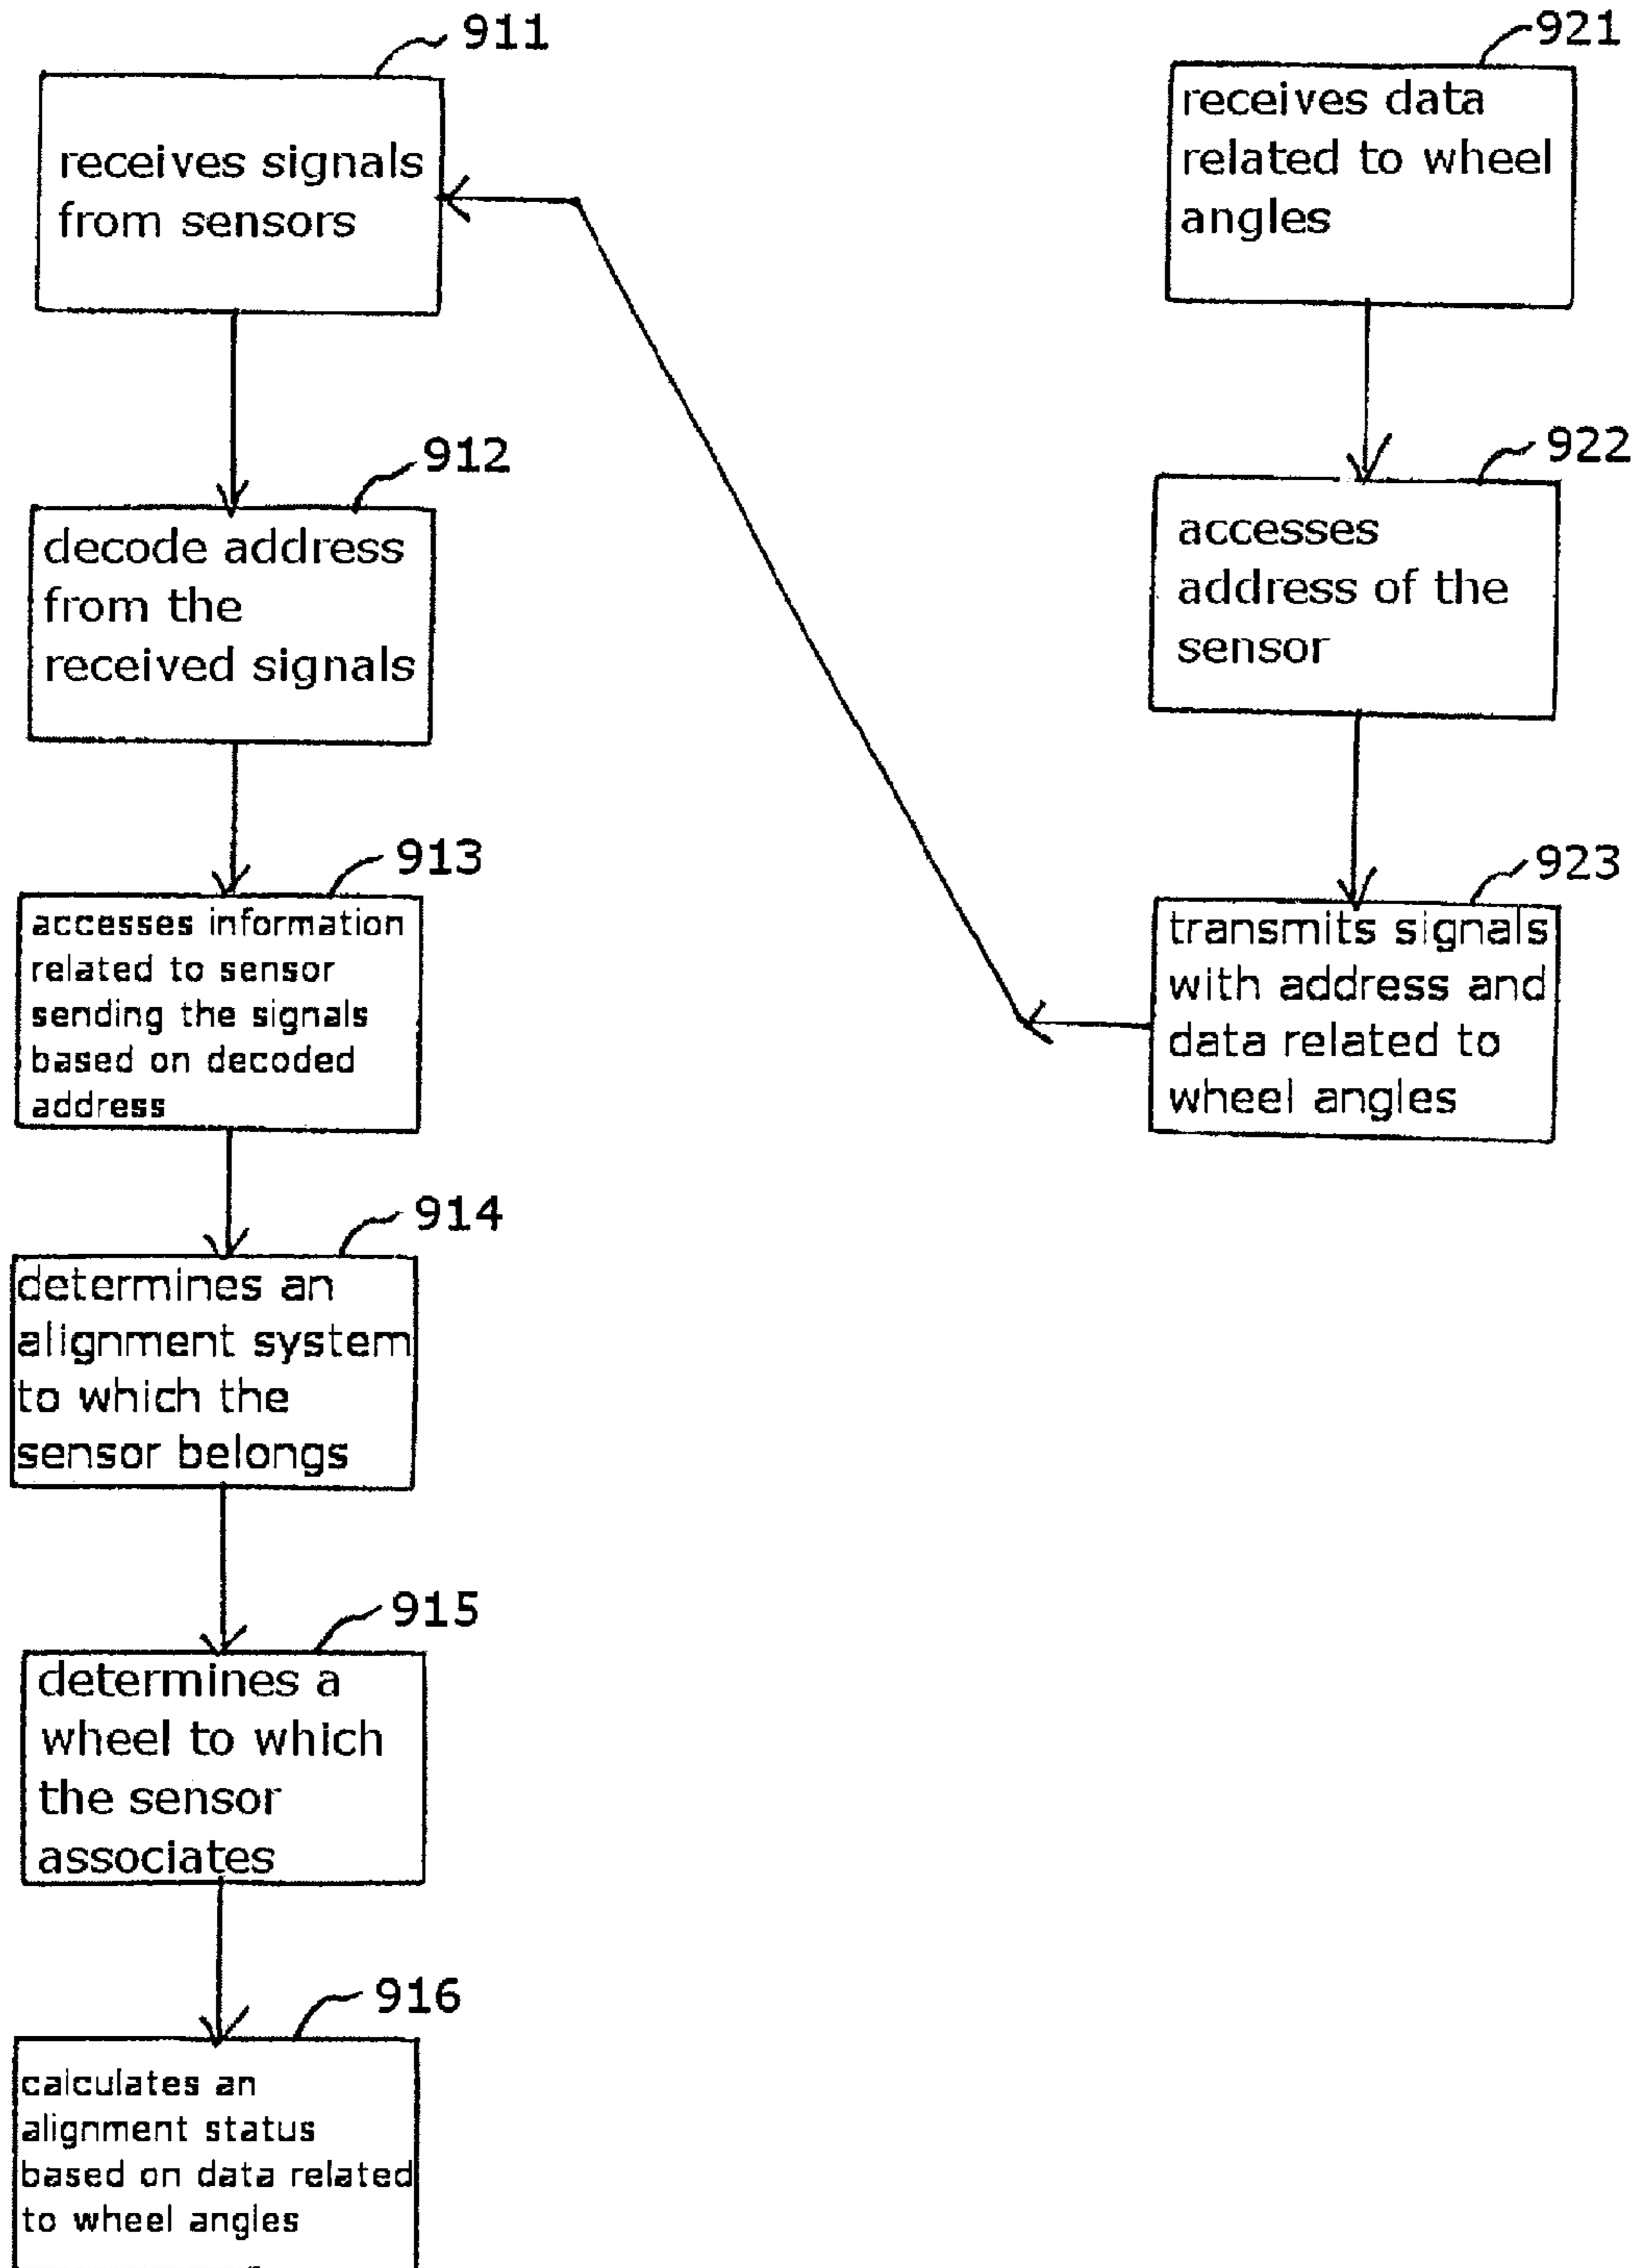 911
receives signals
from sensors
912
decode address
from the
received signals
913
accesses information
related to sensor
sending the signals
based on decoded
address
914
determines an
alignment system
to which the
sensor belongs
915
determines a
wheel to which
the sensor
associates
916
calculates an
alignment status
based on data related
to wheel angles
921
receives data
related to wheel
angles
922
accesses
address of the
sensor
923
transmits signals
with address and
data related to
wheel angles